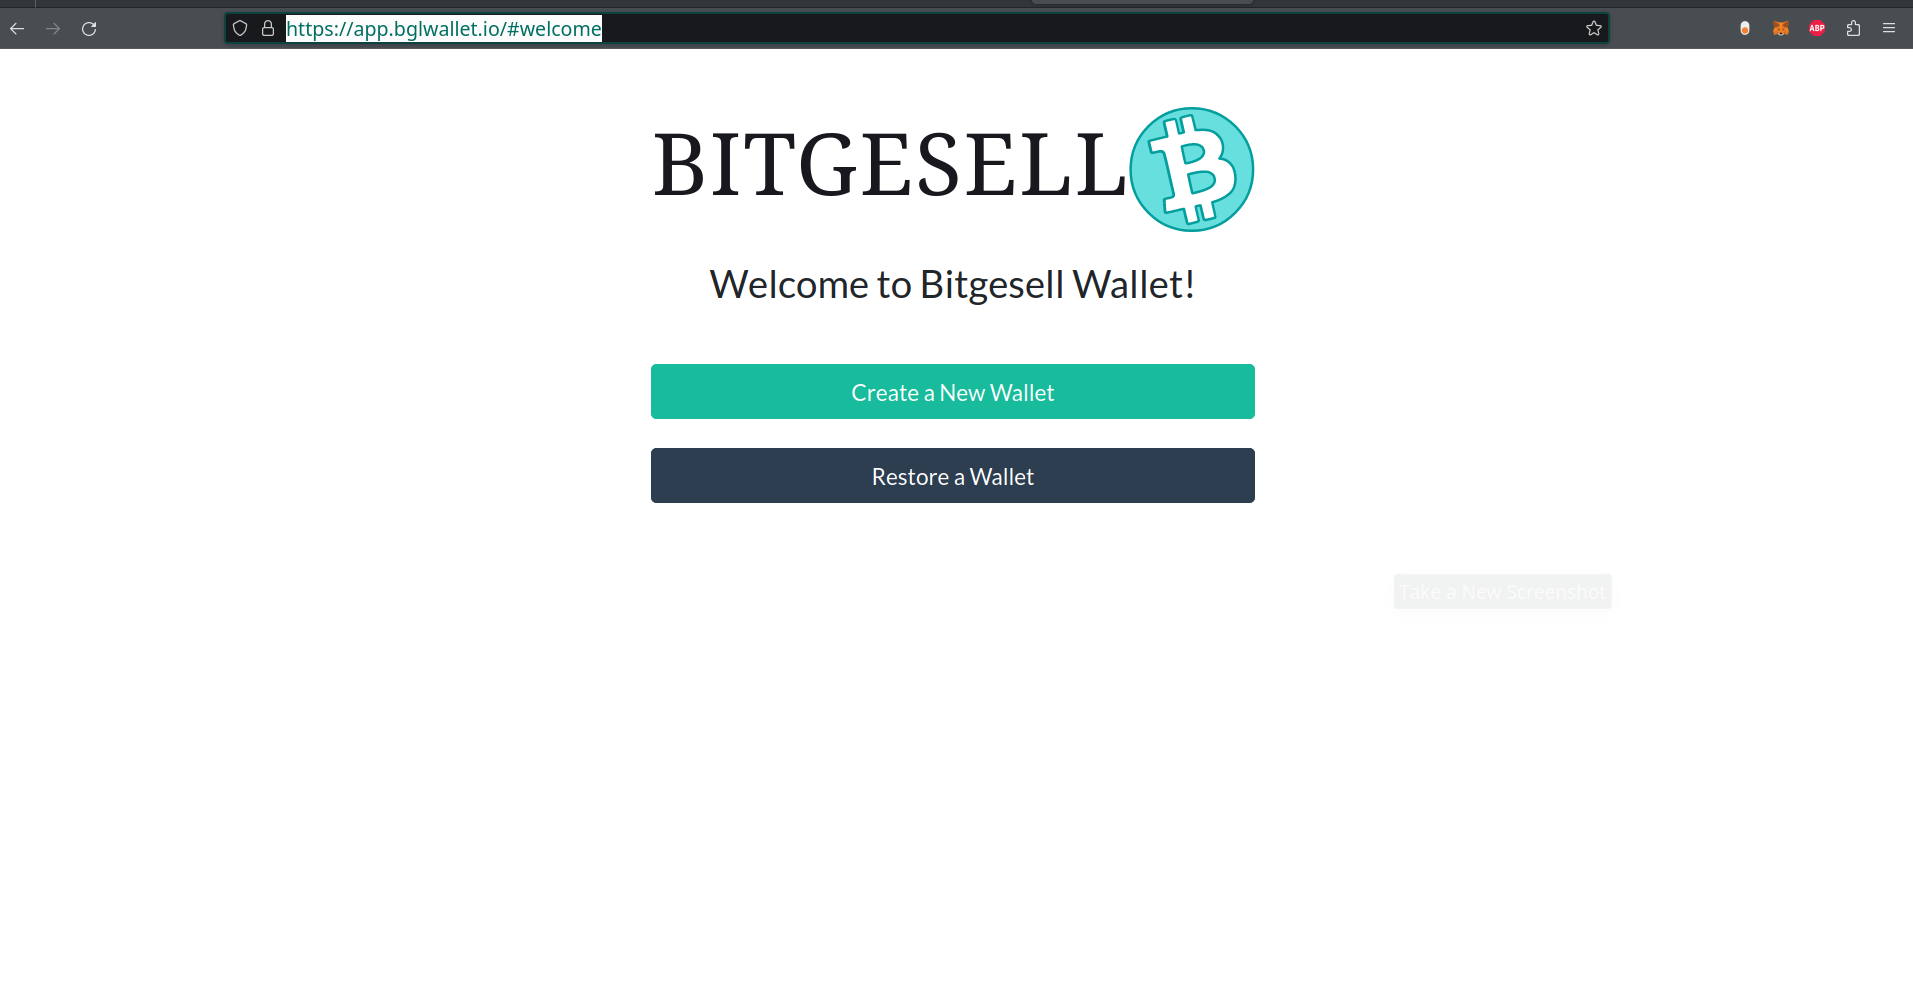 https://app.bglwallet.io/#welcome
ABP
BITGESELL
Welcome to Bitgesell Wallet!
Create a New Wallet
Restore a Wallet
Take a New Screenshot